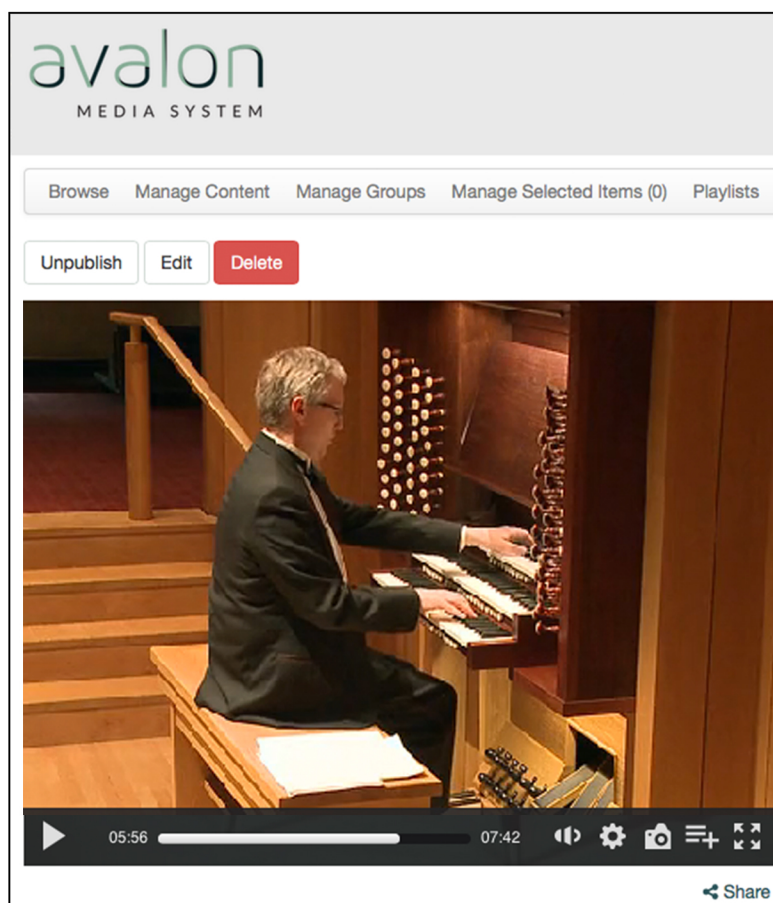 avalon
MEDIA SYSTEM
Browse Manage Content Manage Groups Manage Selected Items (0) Playlists
Unpublish Edit Delete
05:56 07:42
Share